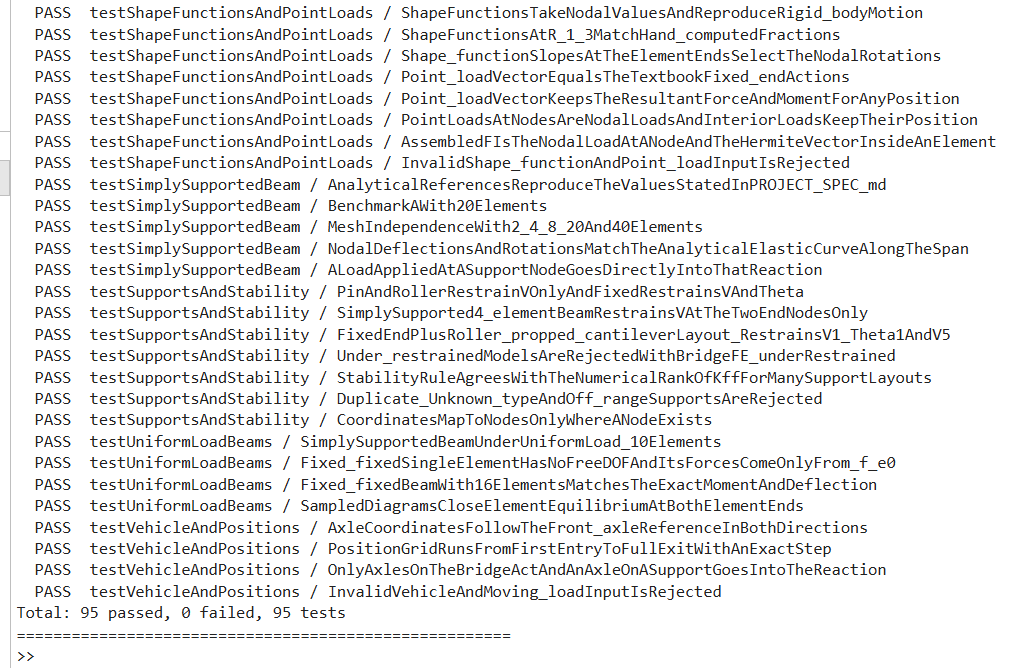 PASS  testShapeFunctionsAndPointLoads / ShapeFunctionsTakeNodalValuesAndReproduceRigid_bodyMotion
PASS  testShapeFunctionsAndPointLoads / ShapeFunctionsAtR_1_3MatchHand_computedFractions
PASS  testShapeFunctionsAndPointLoads / Shape_functionSlopesAtTheElementEndsSelectTheNodalRotations
PASS  testShapeFunctionsAndPointLoads / Point_loadVectorEqualsTheTextbookFixed_endActions
PASS  testShapeFunctionsAndPointLoads / Point_loadVectorKeepsTheResultantForceAndMomentForAnyPosition
PASS  testShapeFunctionsAndPointLoads / PointLoadsAtNodesAreNodalLoadsAndInteriorLoadsKeepTheirPosition
PASS  testShapeFunctionsAndPointLoads / AssembledFIsTheNodalLoadAtANodeAndTheHermiteVectorInsideAnElement
PASS  testShapeFunctionsAndPointLoads / InvalidShape_functionAndPoint_loadInputIsRejected
PASS  testSimplySupportedBeam / AnalyticalReferencesReproduceTheValuesStatedInPROJECT_SPEC_md
PASS  testSimplySupportedBeam / BenchmarkAWith20Elements
PASS  testSimplySupportedBeam / MeshIndependenceWith2_4_8_20And40Elements
PASS  testSimplySupportedBeam / NodalDeflectionsAndRotationsMatchTheAnalyticalElasticCurveAlongTheSpan
PASS  testSimplySupportedBeam / ALoadAppliedAtASupportNodeGoesDirectlyIntoThatReaction
PASS  testSupportsAndStability / PinAndRollerRestrainVOnlyAndFixedRestrainsVAndTheta
PASS  testSupportsAndStability / SimplySupported4_elementBeamRestrainsVAtTheTwoEndNodesOnly
PASS  testSupportsAndStability / FixedEndPlusRoller_propped_cantileverLayout_RestrainsV1_Theta1AndV5
PASS  testSupportsAndStability / Under_restrainedModelsAreRejectedWithBridgeFE_underRestrained
PASS  testSupportsAndStability / StabilityRuleAgreesWithTheNumericalRankOfKffForManySupportLayouts
PASS  testSupportsAndStability / Duplicate_Unknown_typeAndOff_rangeSupportsAreRejected
PASS  testSupportsAndStability / CoordinatesMapToNodesOnlyWhereANodeExists
PASS  testUniformLoadBeams / SimplySupportedBeamUnderUniformLoad_10Elements
PASS  testUniformLoadBeams / Fixed_fixedSingleElementHasNoFreeDOFAndItsForcesComeOnlyFrom_f_e0
PASS  testUniformLoadBeams / Fixed_fixedBeamWith16ElementsMatchesTheExactMomentAndDeflection
PASS  testUniformLoadBeams / SampledDiagramsCloseElementEquilibriumAtBothElementEnds
PASS  testVehicleAndPositions / AxleCoordinatesFollowTheFront_axleReferenceInBothDirections
PASS  testVehicleAndPositions / PositionGridRunsFromFirstEntryToFullExitWithAnExactStep
PASS  testVehicleAndPositions / OnlyAxlesOnTheBridgeActAndAnAxleOnASupportGoesIntoTheReaction
PASS  testVehicleAndPositions / InvalidVehicleAndMoving_loadInputIsRejected
Total: 95 passed, 0 failed, 95 tests
======================================================
>>